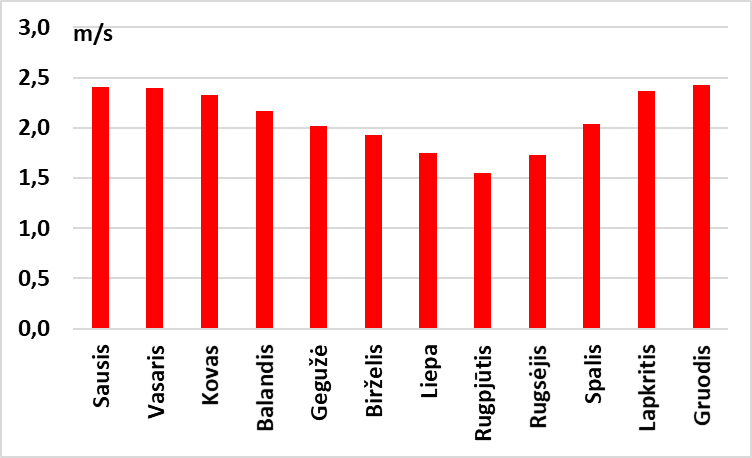 3,0
m/s
2,5
2,0
1,5
1,0
0,5
0,0
Sausis
Vasaris
Kovas
Balandis
Gegužė
Birželis
Liepa
Rugpjūtis
Rugsėjis
Spalis
Lapkritis
Gruodis